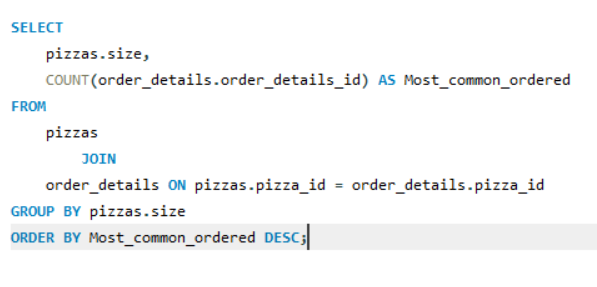 SELECT
pizzas.size,
COUNT(order_details.order_details_id) AS Most_common_ordered
FROM
pizzas
JOIN
order_details ON pizzas.pizza_id = order_details.pizza_id
GROUP BY pizzas.size
ORDER BY Most_common_ordered DESC;